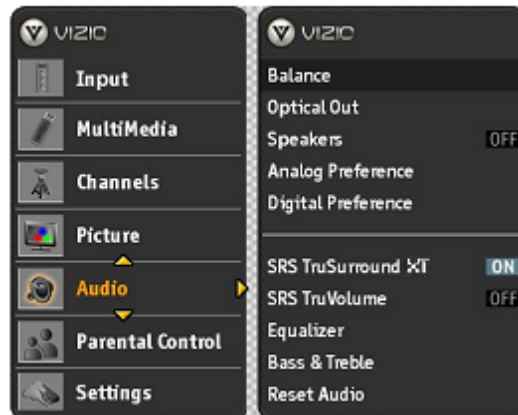 VIZIO
Input
MultiMedia
Channels
Picture
Audio
Parental Control
Settings
VIZIO
Balance
Optical Out
Speakers OFF
Analog Preference
Digital Preference
SRS TruSurround XT ON
SRS TruVolume OFF
Equalizer
Bass & Treble
Reset Audio